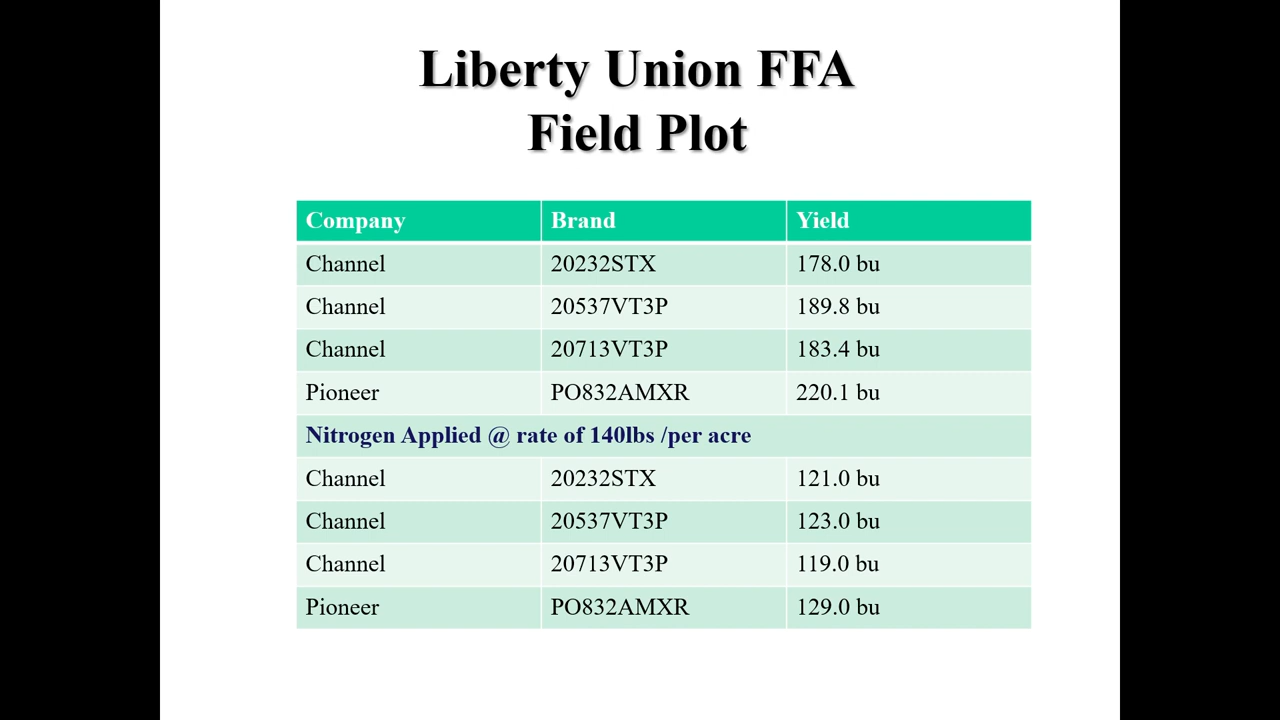 Liberty Union FFA
Field Plot
Company Brand Yield
Channel 20232STX 178.0 bu
Channel 20537VT3P 189.8 bu
Channel 20713VT3P 183.4 bu
Pioneer PO832AMXR 220.1 bu
Nitrogen Applied @ rate of 140lbs /per acre
Channel 20232STX 121.0 bu
Channel 20537VT3P 123.0 bu
Channel 20713VT3P 119.0 bu
Pioneer PO832AMXR 129.0 bu